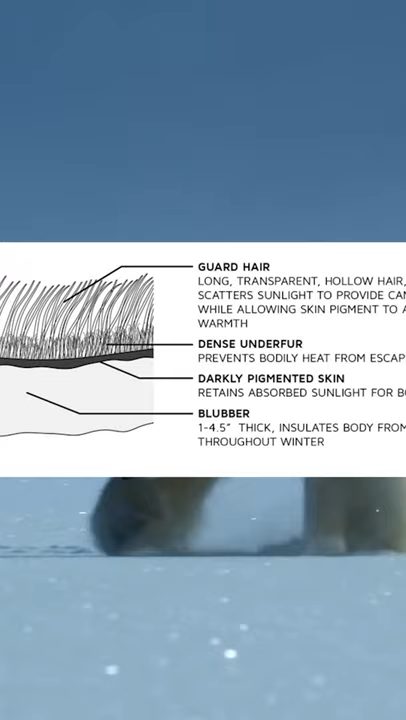 GUARD HAIR
LONG, TRANSPARENT, HOLLOW HAIR,
SCATTERS SUNLIGHT TO PROVIDE
WHILE ALLOWING SKIN PIGMENT TO
WARMTH
DENSE UNDERFUR
PREVENTS BODILY HEAT FROM
DARKLY PIGMENTED SKIN
RETAINS ABSORBED SUNLIGHT FOR
BLUBBER
1-4.5" THICK, INSULATES BODY FROM
THROUGHOUT WINTER